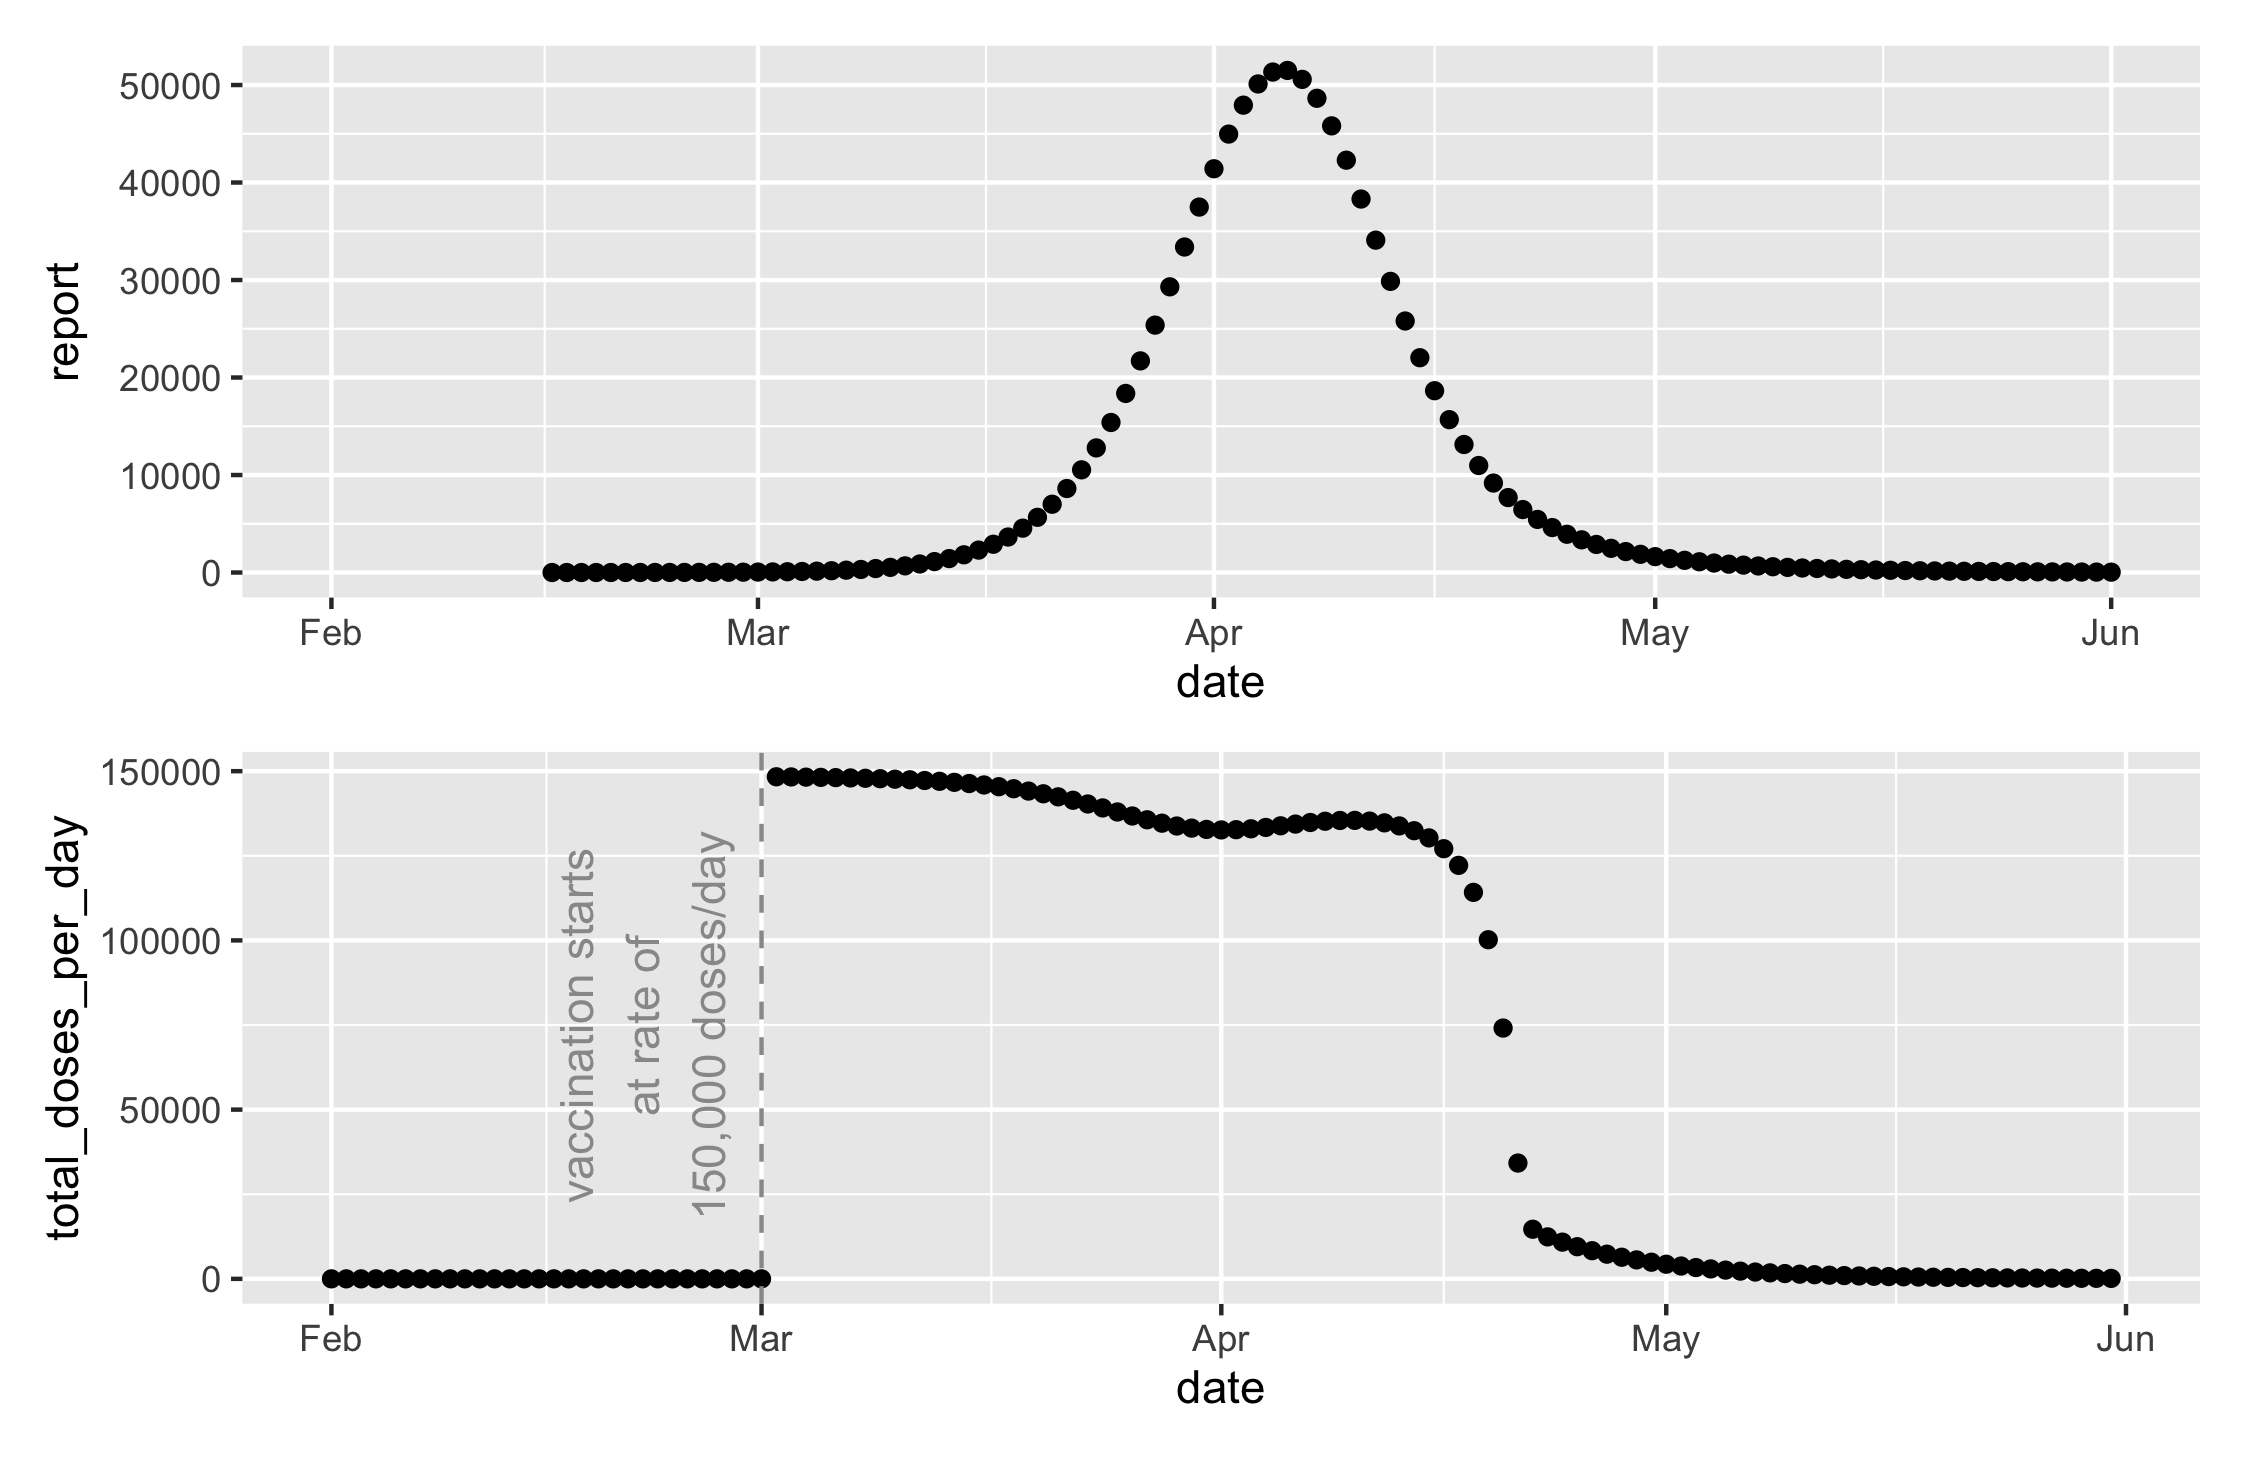 50000
40000
30000
20000
10000
0
report
Feb Mar Apr May Jun
date
150000
100000
50000
0
total_doses_per_day
vaccination starts
at rate of
150,000 doses/day
Feb Mar Apr May Jun
date